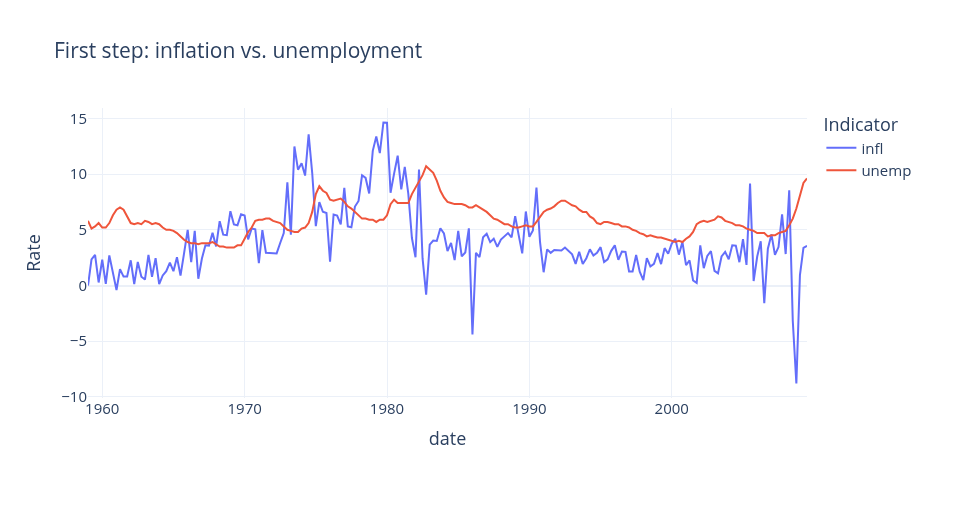 First step: inflation vs. unemployment
Indicator
infl
unemp
Rate
15
10
5
0
−5
−10
1960
1970
1980
1990
2000
date